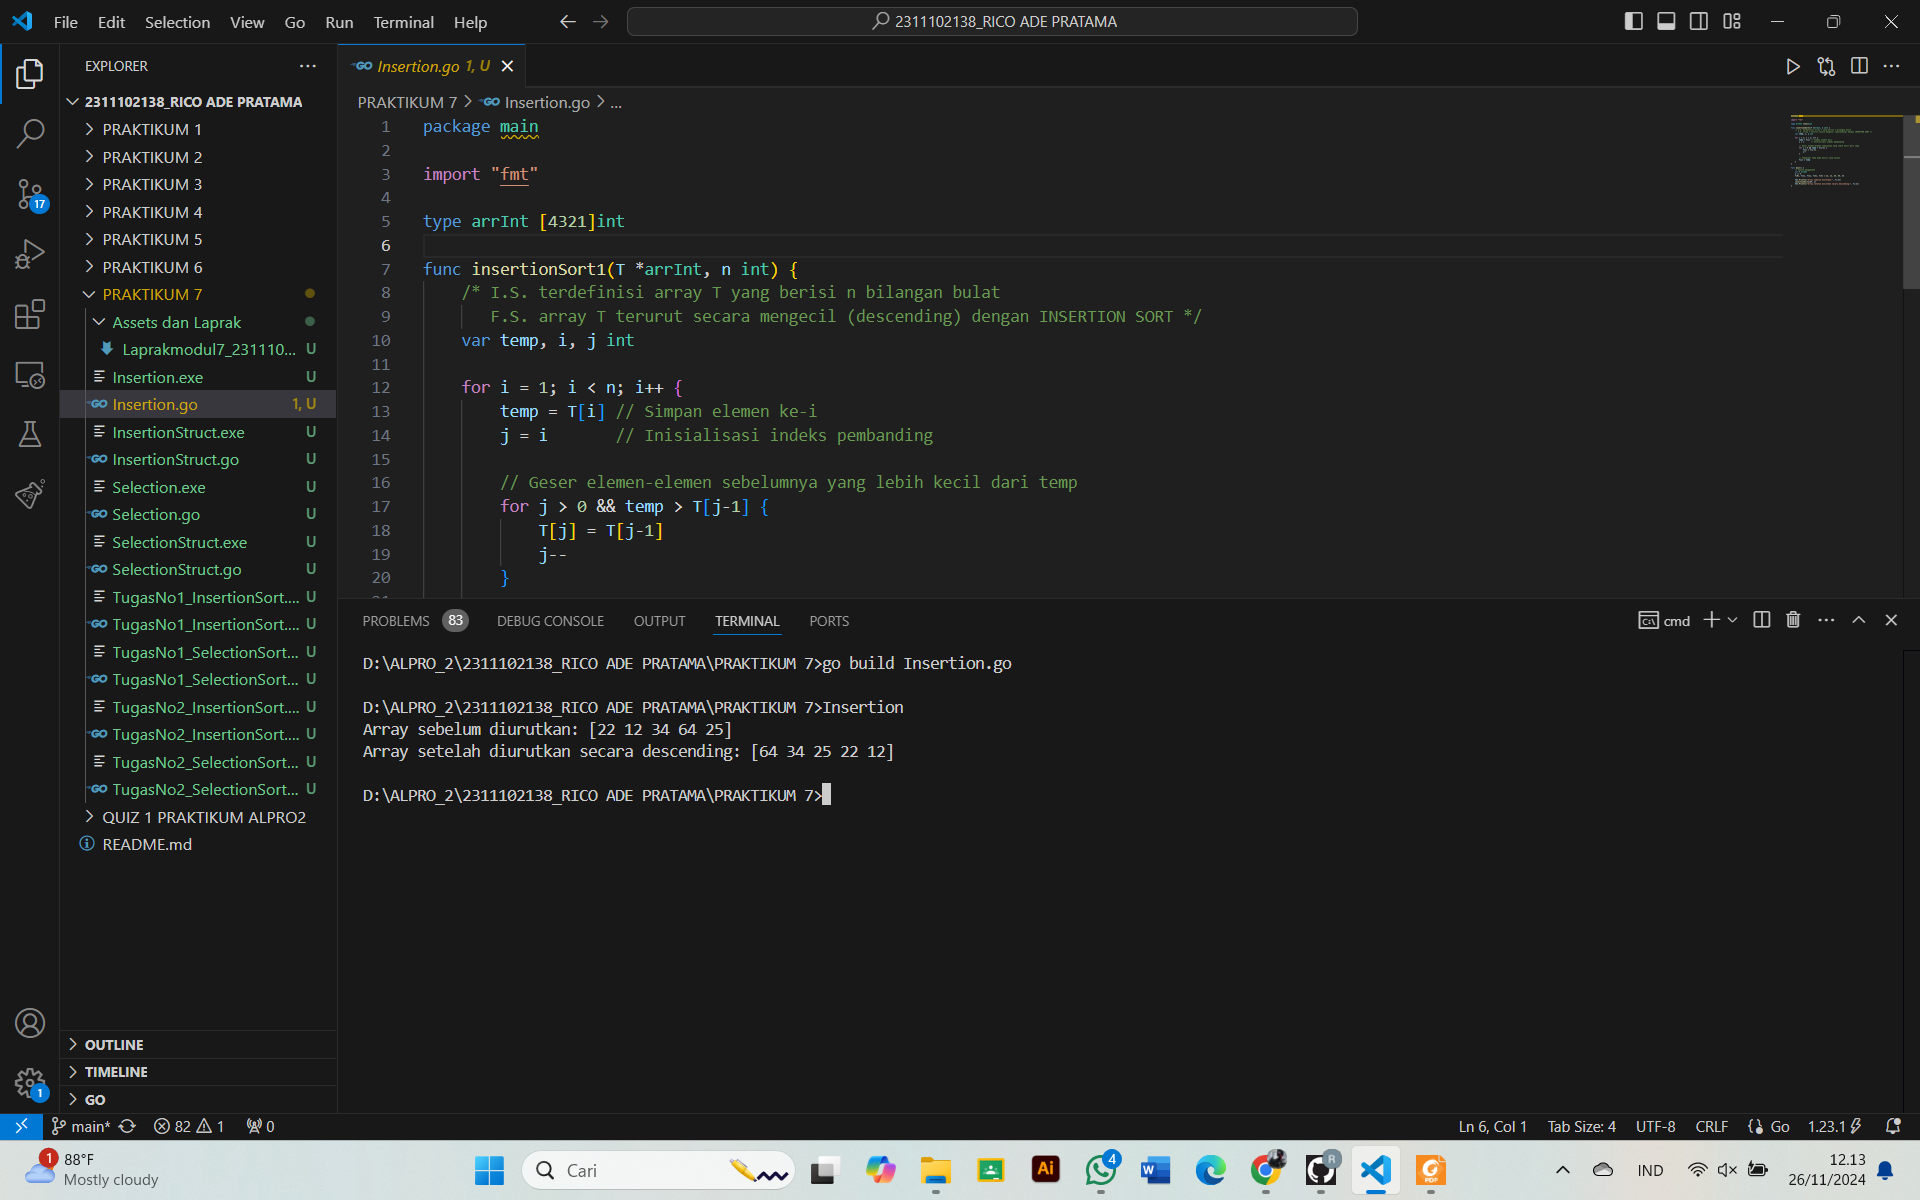 File Edit Selection View Go Run Terminal Help
2311102138_RICO ADE PRATAMA
EXPLORER
2311102138_RICO ADE PRATAMA
PRAKTIKUM 1
PRAKTIKUM 2
PRAKTIKUM 3
PRAKTIKUM 4
PRAKTIKUM 5
PRAKTIKUM 6
PRAKTIKUM 7
Assets dan Laprak
Laprakmodul7_231110... U
Insertion.exe U
Insertion.go 1, U
InsertionStruct.exe U
InsertionStruct.go U
Selection.exe U
Selection.go U
SelectionStruct.exe U
SelectionStruct.go U
TugasNo1_InsertionSort.... U
TugasNo1_InsertionSort.... U
TugasNo1_SelectionSort... U
TugasNo1_SelectionSort... U
TugasNo2_InsertionSort.... U
TugasNo2_InsertionSort.... U
TugasNo2_SelectionSort... U
TugasNo2_SelectionSort... U
QUIZ 1 PRAKTIKUM ALPRO2
README.md
OUTLINE
TIMELINE
GO
17
1
GO Insertion.go 1, U
PRAKTIKUM 7 > GO Insertion.go > ...
1 package main
2
3 import "fmt"
4
5 type arrInt [4321]int
6
7 func insertionSort1(T *arrInt, n int) {
8 /* I.S. terdefinisi array T yang berisi n bilangan bulat
9 F.S. array T terurut secara mengecil (descending) dengan INSERTION SORT */
10 var temp, i, j int
11
12 for i = 1; i < n; i++ {
13 temp = T[i] // Simpan elemen ke-i
14 j = i // Inisialisasi indeks pembanding
15
16 // Geser elemen-elemen sebelumnya yang lebih kecil dari temp
17 for j > 0 && temp > T[j-1] {
18 T[j] = T[j-1]
19 j--
20 }
PROBLEMS 83 DEBUG CONSOLE OUTPUT TERMINAL PORTS
cmd
D:\ALPRO_2\2311102138_RICO ADE PRATAMA\PRAKTIKUM 7>go build Insertion.go
D:\ALPRO_2\2311102138_RICO ADE PRATAMA\PRAKTIKUM 7>Insertion
Array sebelum diurutkan: [22 12 34 64 25]
Array setelah diurutkan secara descending: [64 34 25 22 12]
D:\ALPRO_2\2311102138_RICO ADE PRATAMA\PRAKTIKUM 7>
main* 82 1 0
Ln 6, Col 1 Tab Size: 4 UTF-8 CRLF {} Go 1.23.1
1
88°F
Mostly cloudy
Cari
Ai
4
W
R
PDF
IND
12.13
26/11/2024